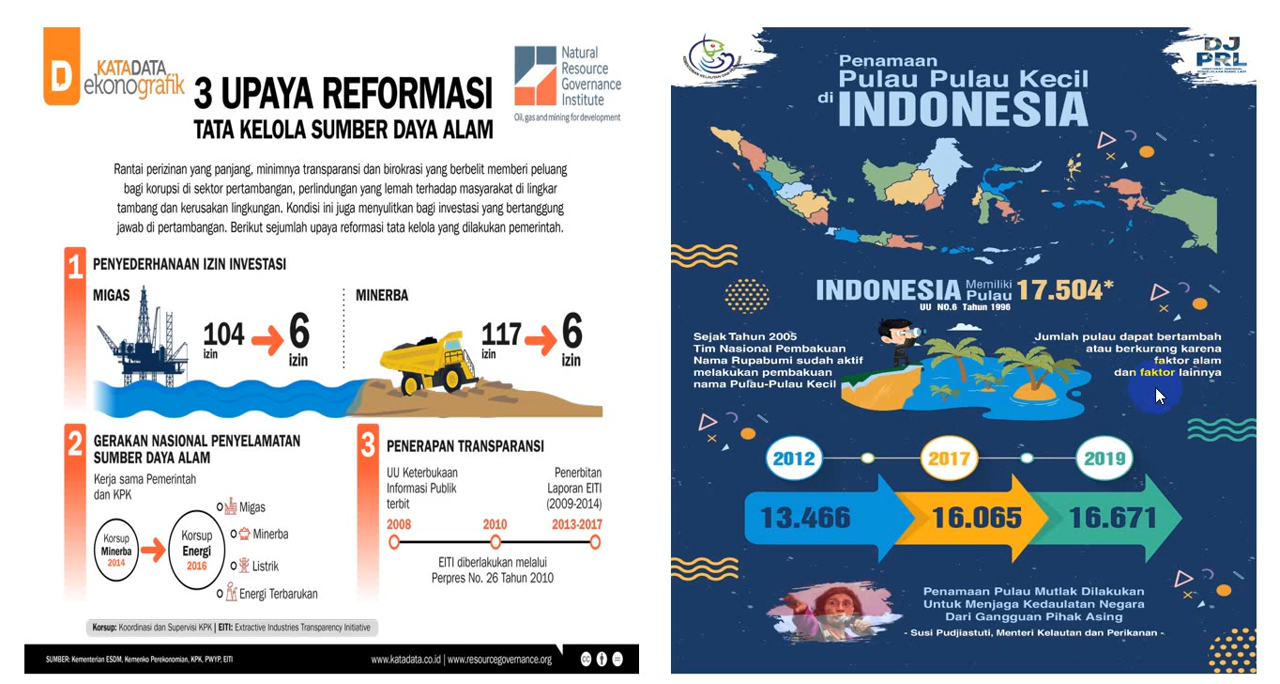 D KATADATA
ekonografik
3 UPAYA REFORMASI
TATA KELOLA SUMBER DAYA ALAM
Natural
Resource
Governance
Institute
Oil, gas and mining for development
Rantai perizinan yang panjang, minimnya transparansi dan birokrasi yang berbelit memberi peluang
bagi korupsi di sektor pertambangan, perlindungan yang lemah terhadap masyarakat di lingkar
tambang dan kerusakan lingkungan. Kondisi ini juga menyulitkan bagi investasi yang bertanggung
jawab di pertambangan. Berikut sejumlah upaya reformasi tata kelola yang dilakukan pemerintah.
1 PENYEDERHANAAN IZIN INVESTASI
MIGAS
104 izin
6 izin
MINERBA
117 izin
6 izin
2 GERAKAN NASIONAL PENYELAMATAN
SUMBER DAYA ALAM
Kerja sama Pemerintah
dan KPK
Korsup
Minerba
2014
Korsup
Energi
2016
Migas
Minerba
Listrik
Energi Terbarukan
3 PENERAPAN TRANSPARANSI
UU Keterbukaan
Informasi Publik
terbit
Penerbitan
Laporan EITI
(2009-2014)
2008 2010 2013-2017
EITI diberlakukan melalui
Perpres No. 26 Tahun 2010
Korsup: Koordinasi dan Supervisi KPK | EITI: Extractive Industries Transparency Initiative
SUMBER: Kementerian ESDM, Kemenko Perekonomian, KPK, PWYP, EITI
www.katadata.co.id | www.resourcegovernance.org
DJ
PRL
Penamaan
Pulau Pulau Kecil
di INDONESIA
INDONESIA Memiliki Pulau 17.504*
UU NO.6 Tahun 1996
Sejak Tahun 2005
Tim Nasional Pembakuan
Nama Rupabumi sudah aktif
melakukan pembakuan
nama Pulau-Pulau Kecil
Jumlah pulau dapat bertambah
atau berkurang karena
faktor alam
dan faktor lainnya
2012 2017 2019
13.466 16.065 16.671
Penamaan Pulau Mutlak Dilakukan
Untuk Menjaga Kedaulatan Negara
Dari Gangguan Pihak Asing
- Susi Pudjiastuti, Menteri Kelautan dan Perikanan -